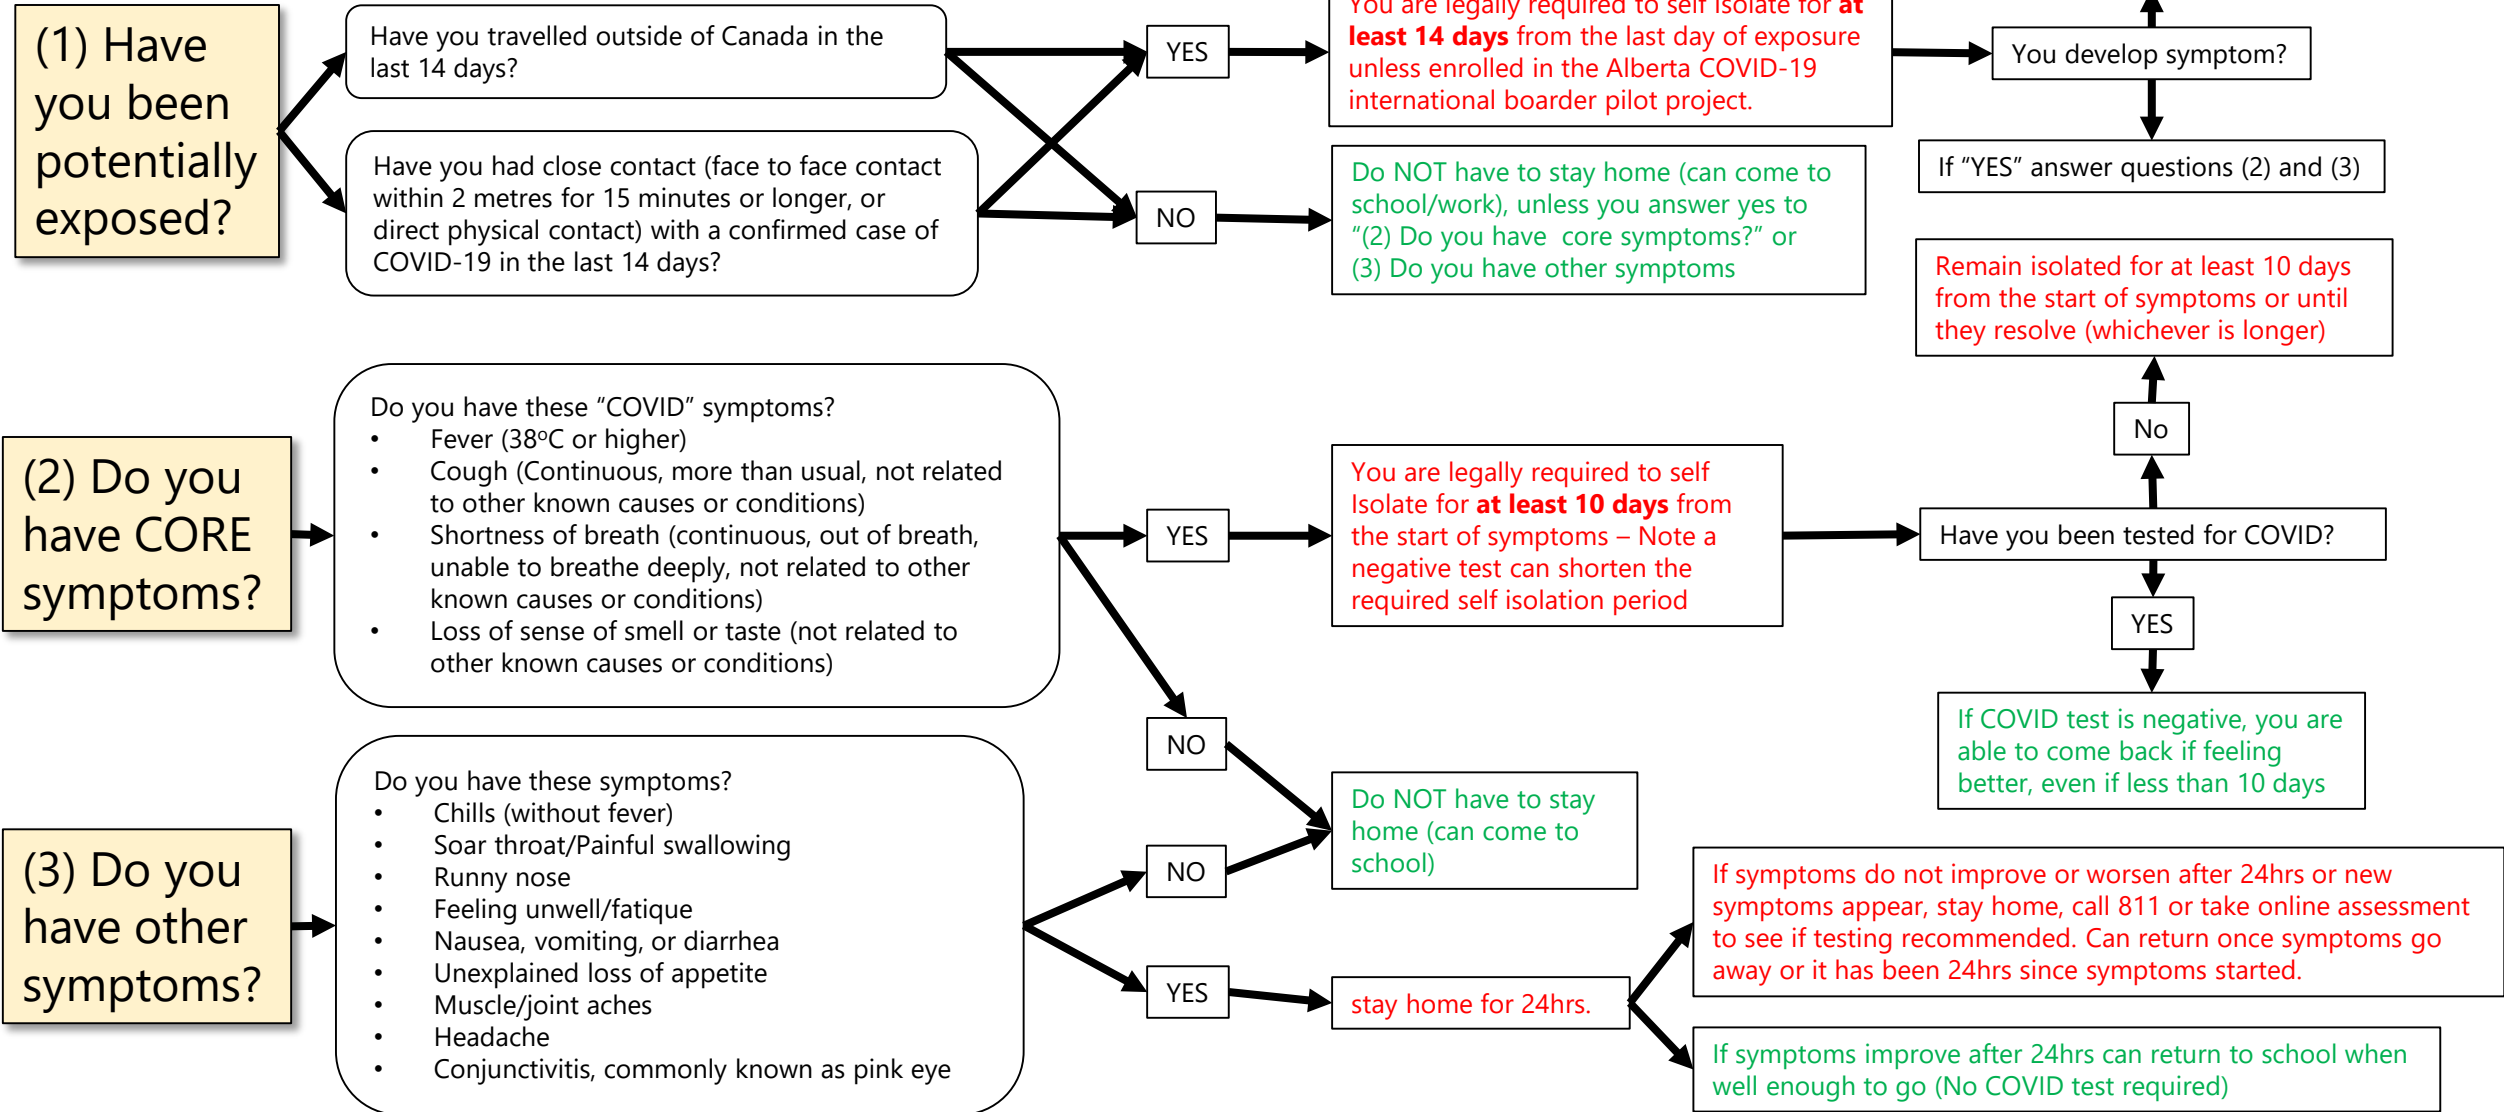 (1) Have
you been
potentially
exposed?
Have you travelled outside of Canada in the
last 14 days?
Have you had close contact (face to face contact
within 2 metres for 15 minutes or longer, or
direct physical contact) with a confirmed case of
COVID-19 in the last 14 days?
YES
NO
You are legally required to self Isolate for at
least 14 days from the last day of exposure
unless enrolled in the Alberta COVID-19
international boarder pilot project.
Do NOT have to stay home (can come to
school/work), unless you answer yes to
“(2) Do you have  core symptoms?” or
(3) Do you have other symptoms
You develop symptom?
If “YES” answer questions (2) and (3)
(2) Do you
have CORE
symptoms?
Do you have these “COVID” symptoms?
• Fever (38°C or higher)
• Cough (Continuous, more than usual, not related
to other known causes or conditions)
• Shortness of breath (continuous, out of breath,
unable to breathe deeply, not related to other
known causes or conditions)
• Loss of sense of smell or taste (not related to
other known causes or conditions)
YES
NO
You are legally required to self
Isolate for at least 10 days from
the start of symptoms – Note a
negative test can shorten the
required self isolation period
Remain isolated for at least 10 days
from the start of symptoms or until
they resolve (whichever is longer)
No
Have you been tested for COVID?
YES
If COVID test is negative, you are
able to come back if feeling
better, even if less than 10 days
(3) Do you
have other
symptoms?
Do you have these symptoms?
• Chills (without fever)
• Soar throat/Painful swallowing
• Runny nose
• Feeling unwell/fatique
• Nausea, vomiting, or diarrhea
• Unexplained loss of appetite
• Muscle/joint aches
• Headache
• Conjunctivitis, commonly known as pink eye
NO
YES
Do NOT have to stay
home (can come to
school)
stay home for 24hrs.
If symptoms do not improve or worsen after 24hrs or new
symptoms appear, stay home, call 811 or take online assessment
to see if testing recommended. Can return once symptoms go
away or it has been 24hrs since symptoms started.
If symptoms improve after 24hrs can return to school when
well enough to go (No COVID test required)